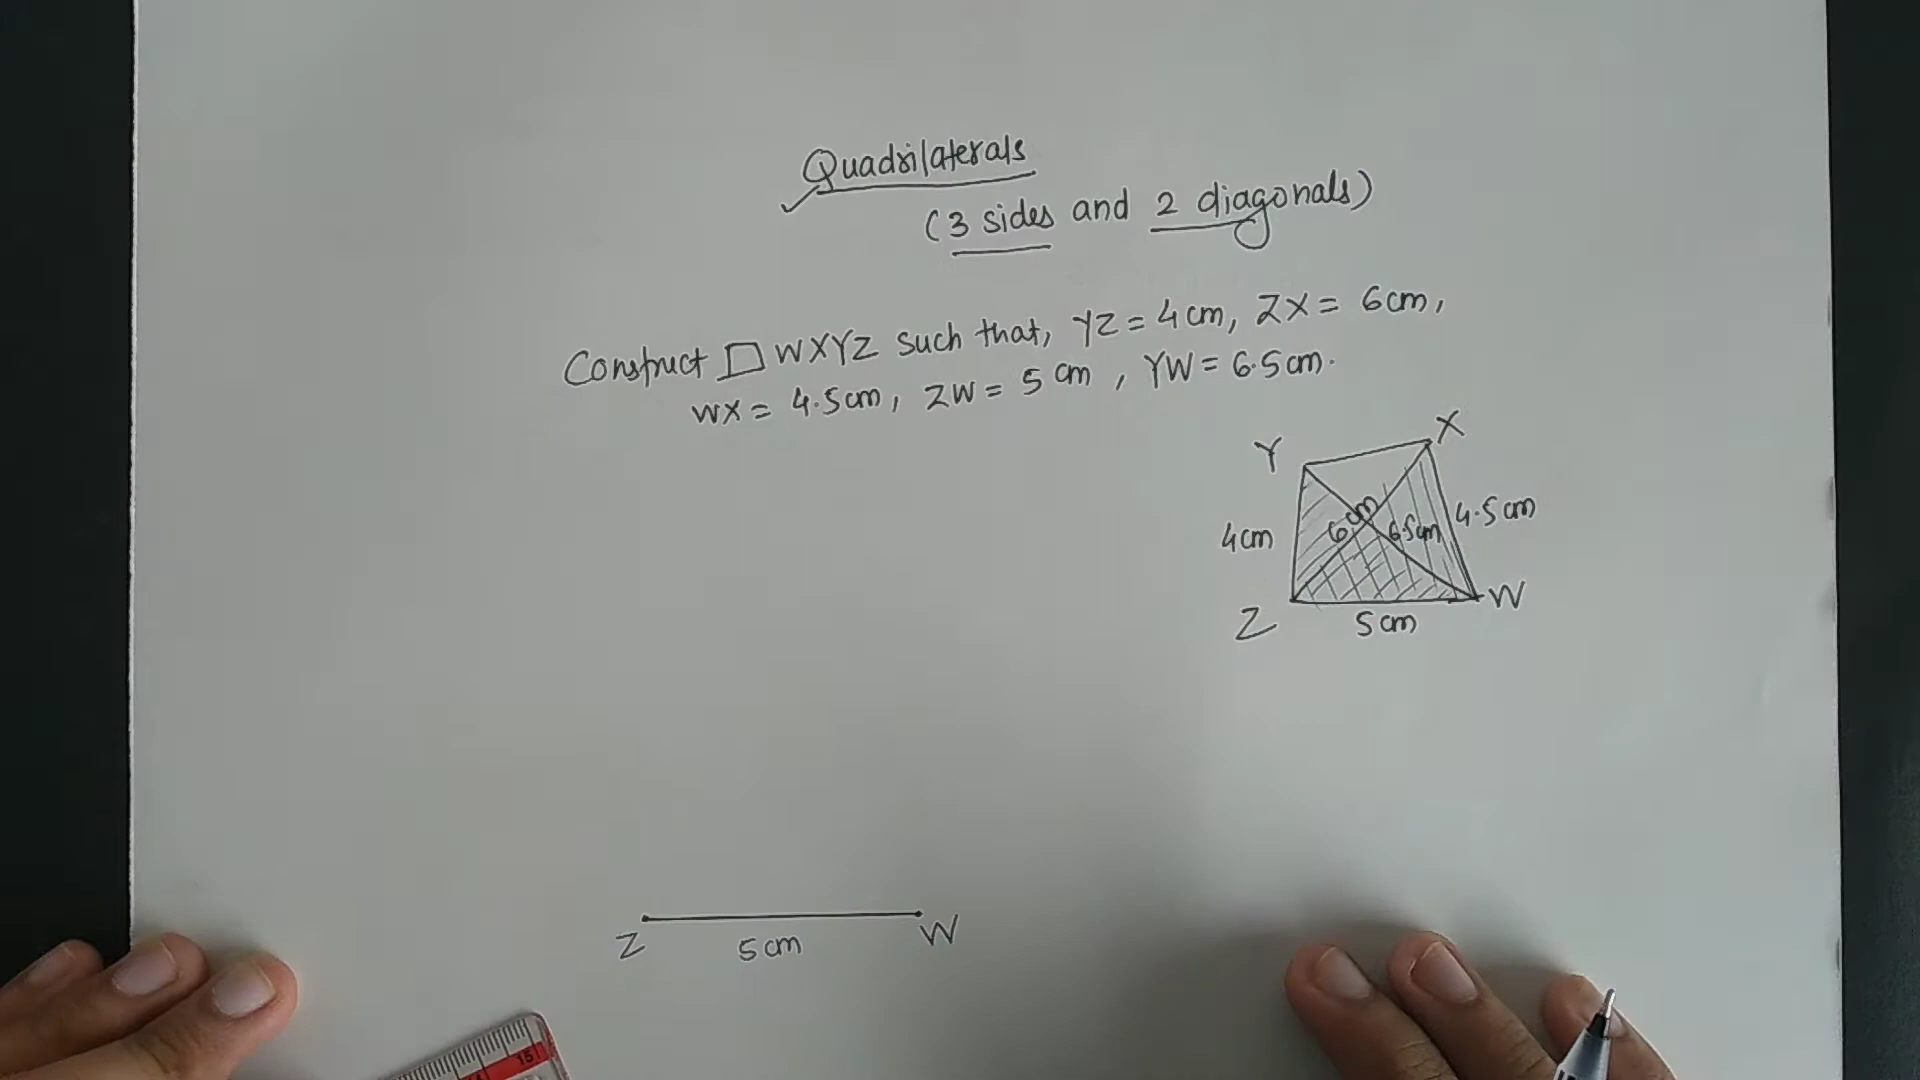 Quadrilaterals
(3 sides and 2 diagonals)
Construct □ WXYZ such that, YZ = 4 cm, ZX = 6 cm,
WX = 4.5 cm, ZW = 5 cm, YW = 6.5 cm.
Y X
4 cm 6 cm 6.5 cm 4.5 cm
Z W
5 cm
Z 5 cm W
15